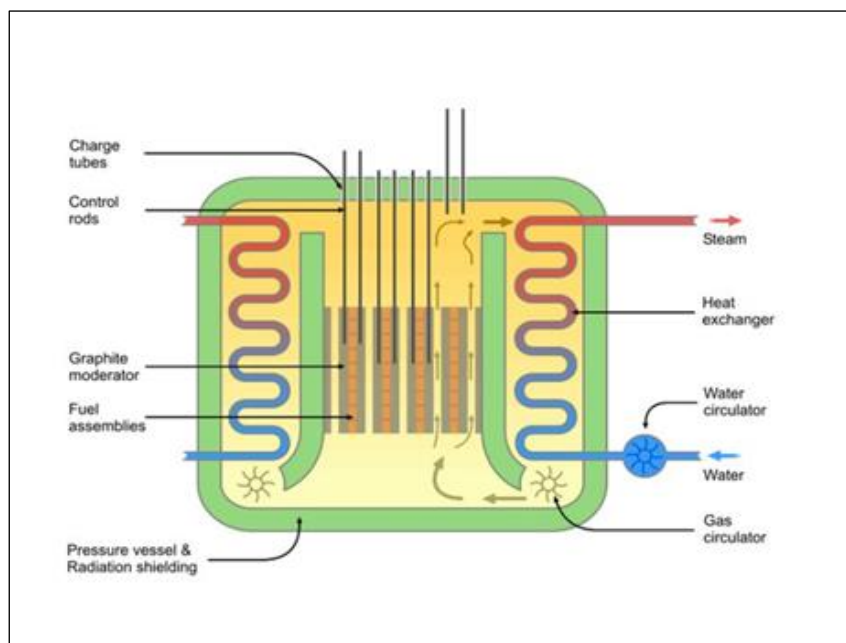 Charge
tubes
Control
rods
Steam
Heat
exchanger
Graphite
moderator
Fuel
assemblies
Water
circulator
Water
Gas
circulator
Pressure vessel &
Radiation shielding